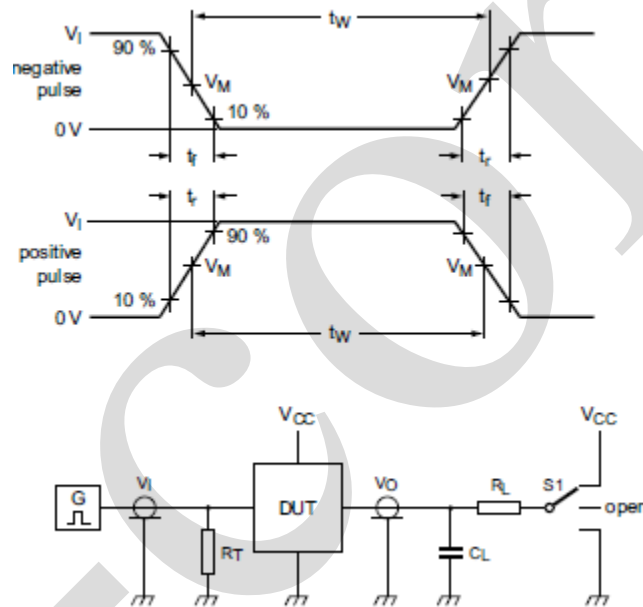 VI
tW
90 %
negative
pulse
VM
VM
10 %
0 V
tf
tr
tr
tf
VI
90 %
positive
pulse
VM
VM
10 %
0 V
tW
VCC
VCC
G
VI
DUT
VO
RL
S1
open
RT
CL